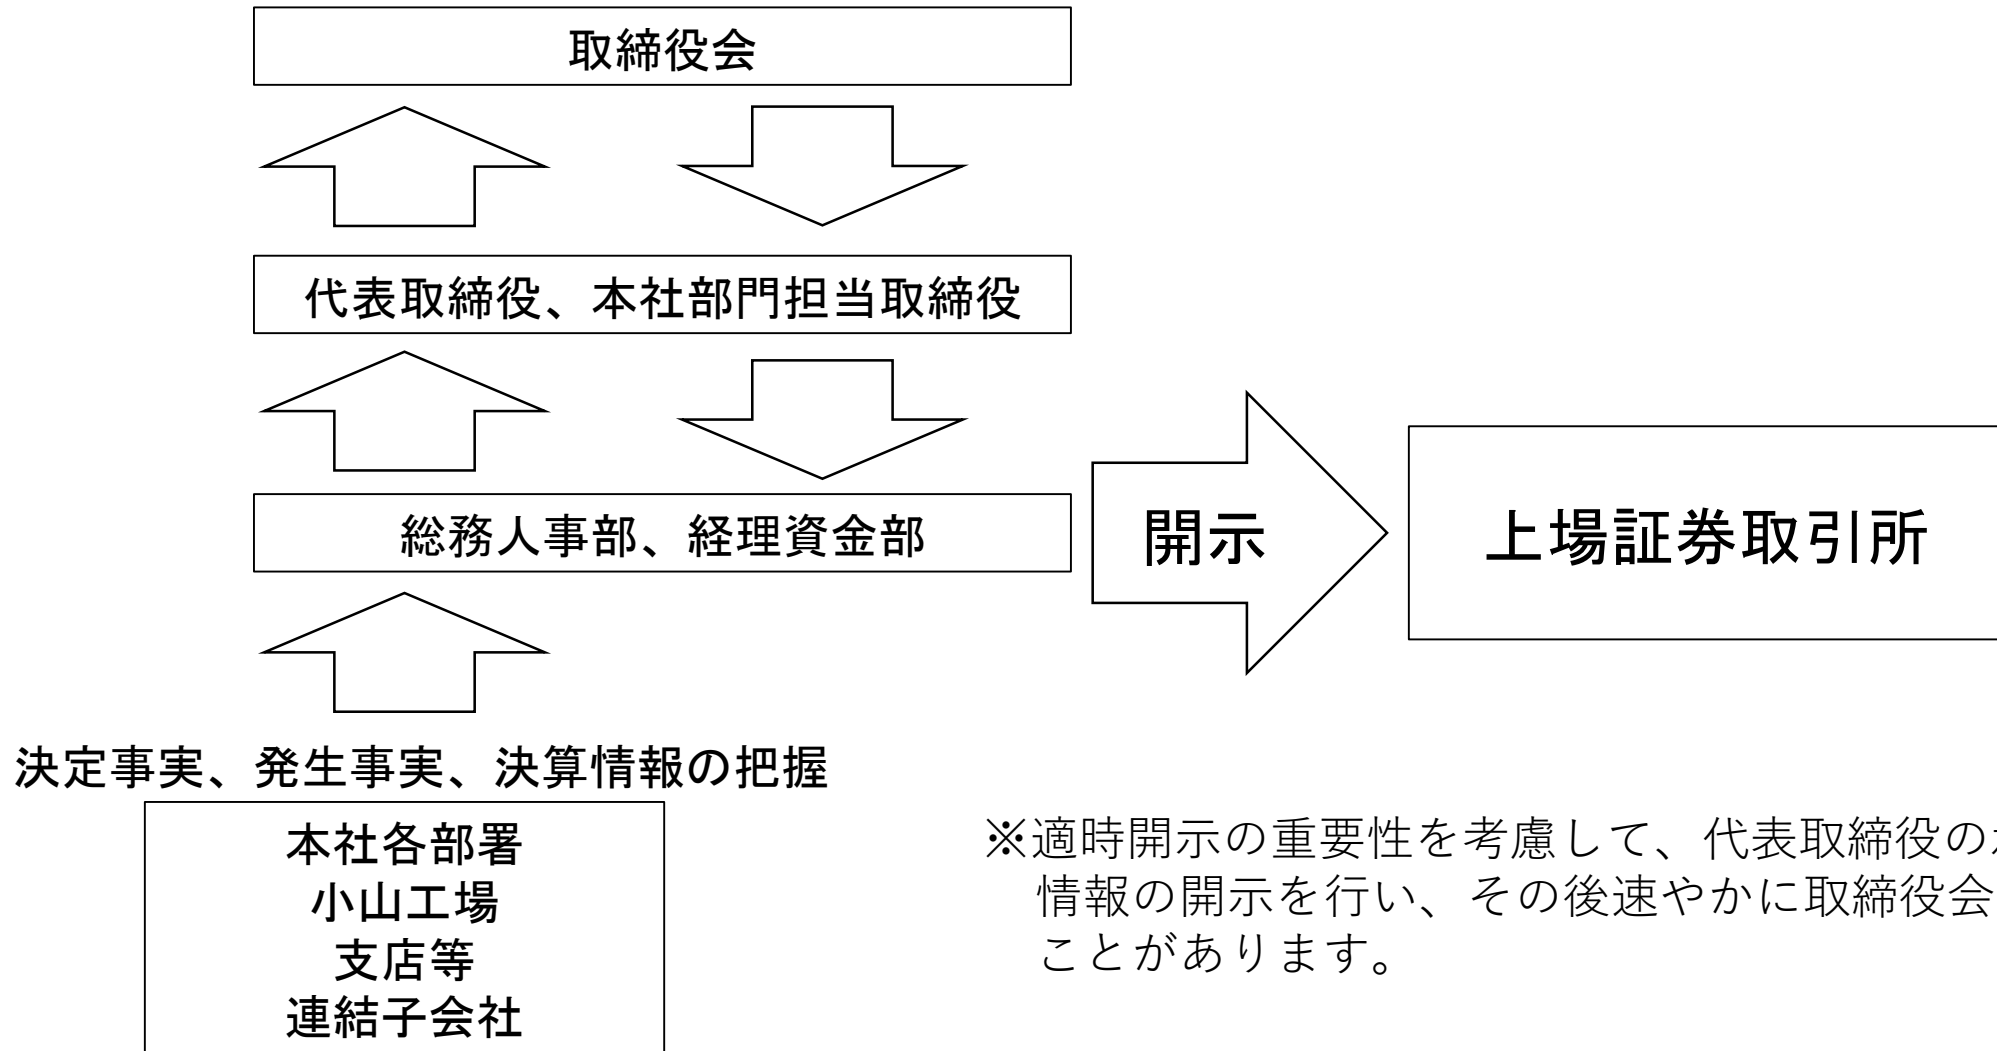 取締役会
代表取締役、本社部門担当取締役
総務人事部、経理資金部
開示
上場証券取引所
決定事実、発生事実、決算情報の把握
本社各部署
小山工場
支店等
連結子会社
※適時開示の重要性を考慮して、代表取締役の
情報の開示を行い、その後速やかに取締役会
ことがあります。